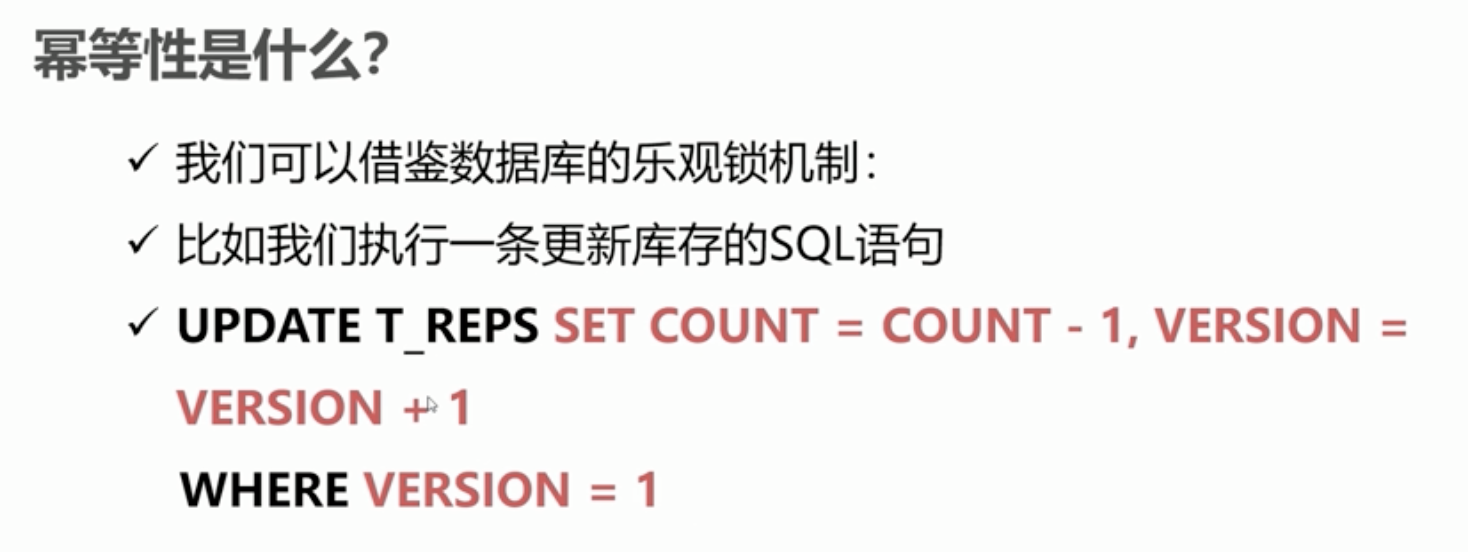 幂等性是什么？
✓ 我们可以借鉴数据库的乐观锁机制：
✓ 比如我们执行一条更新库存的SQL语句
✓ UPDATE T_REPS SET COUNT = COUNT - 1, VERSION =
VERSION + 1
WHERE VERSION = 1